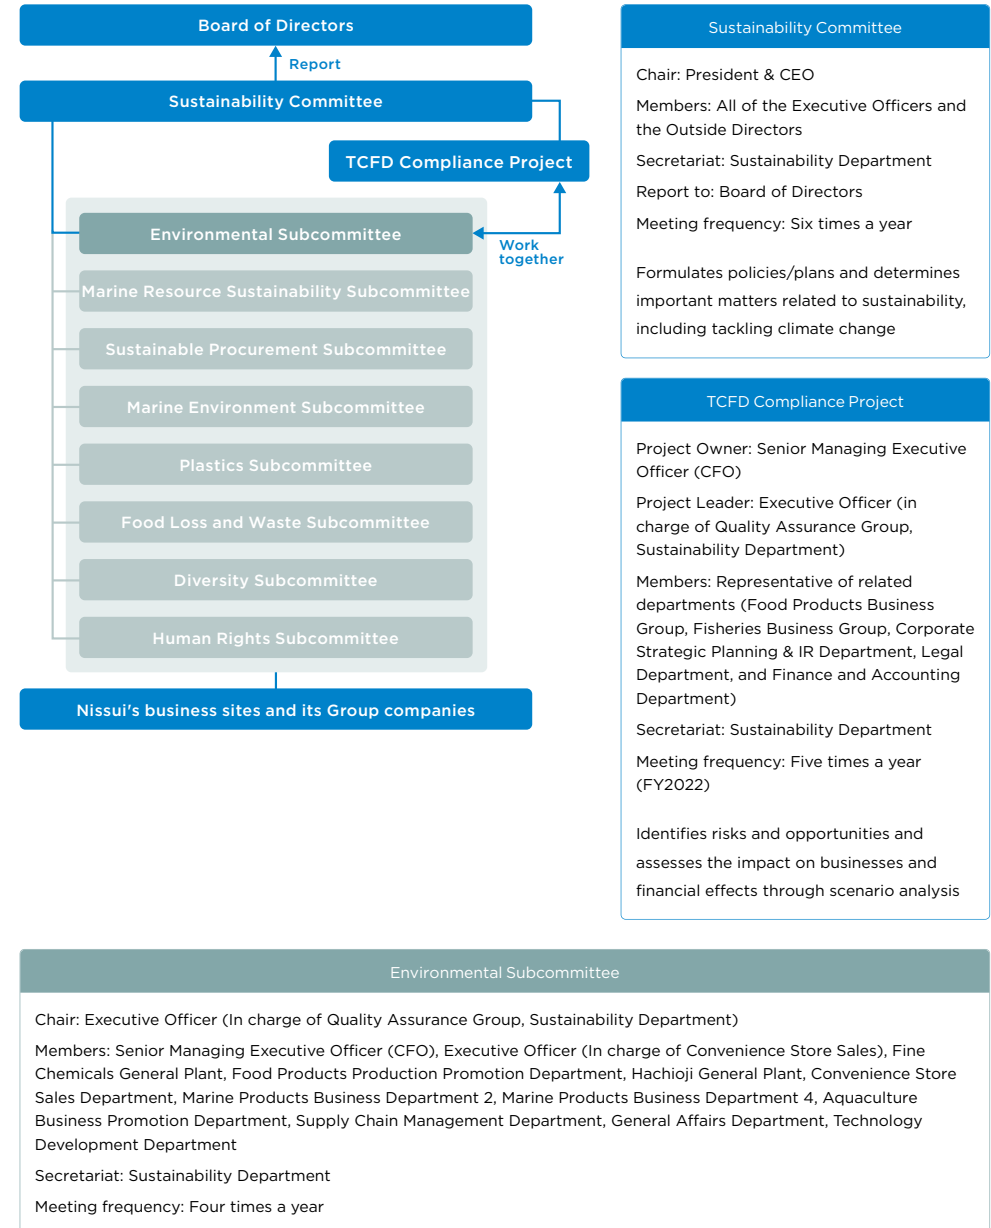 Board of Directors
Report
Sustainability Committee
TCFD Compliance Project
Environmental Subcommittee
Work
together
Marine Resource Sustainability Subcommittee
Sustainable Procurement Subcommittee
Marine Environment Subcommittee
Plastics Subcommittee
Food Loss and Waste Subcommittee
Diversity Subcommittee
Human Rights Subcommittee
Nissui's business sites and its Group companies
Sustainability Committee
Chair: President & CEO
Members: All of the Executive Officers and
the Outside Directors
Secretariat: Sustainability Department
Report to: Board of Directors
Meeting frequency: Six times a year
Formulates policies/plans and determines
important matters related to sustainability,
including tackling climate change
TCFD Compliance Project
Project Owner: Senior Managing Executive
Officer (CFO)
Project Leader: Executive Officer (in
charge of Quality Assurance Group,
Sustainability Department)
Members: Representative of related
departments (Food Products Business
Group, Fisheries Business Group, Corporate
Strategic Planning & IR Department, Legal
Department, and Finance and Accounting
Department)
Secretariat: Sustainability Department
Meeting frequency: Five times a year
(FY2022)
Identifies risks and opportunities and
assesses the impact on businesses and
financial effects through scenario analysis
Environmental Subcommittee
Chair: Executive Officer (In charge of Quality Assurance Group, Sustainability Department)
Members: Senior Managing Executive Officer (CFO), Executive Officer (In charge of Convenience Store Sales), Fine
Chemicals General Plant, Food Products Production Promotion Department, Hachioji General Plant, Convenience Store
Sales Department, Marine Products Business Department 2, Marine Products Business Department 4, Aquaculture
Business Promotion Department, Supply Chain Management Department, General Affairs Department, Technology
Development Department
Secretariat: Sustainability Department
Meeting frequency: Four times a year